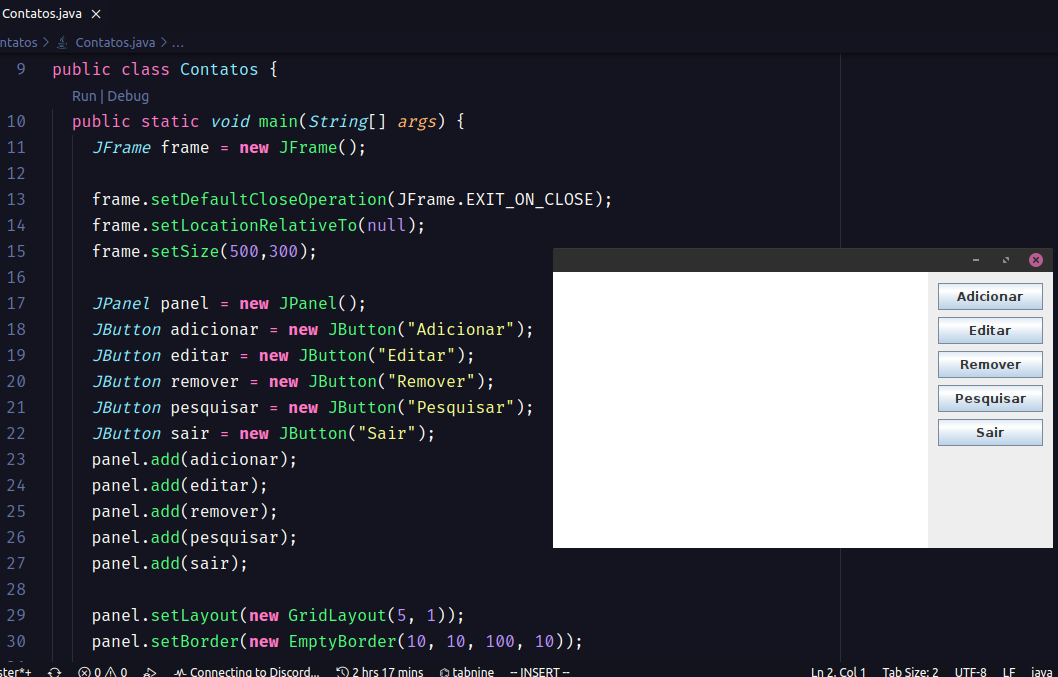 Contatos.java ×
ntatos > Contatos.java > ...
9 public class Contatos {
Run | Debug
10 public static void main(String[] args) {
11 JFrame frame = new JFrame();
12
13 frame.setDefaultCloseOperation(JFrame.EXIT_ON_CLOSE);
14 frame.setLocationRelativeTo(null);
15 frame.setSize(500,300);
16
17 JPanel panel = new JPanel();
18 JButton adicionar = new JButton("Adicionar");
19 JButton editar = new JButton("Editar");
20 JButton remover = new JButton("Remover");
21 JButton pesquisar = new JButton("Pesquisar");
22 JButton sair = new JButton("Sair");
23 panel.add(adicionar);
24 panel.add(editar);
25 panel.add(remover);
26 panel.add(pesquisar);
27 panel.add(sair);
28
29 panel.setLayout(new GridLayout(5, 1));
30 panel.setBorder(new EmptyBorder(10, 10, 100, 10));
Adicionar
Editar
Remover
Pesquisar
Sair
ster*+ 0 0 Connecting to Discord... 2 hrs 17 mins tabnine -- INSERT -- Ln 2, Col 1 Tab Size: 2 UTF-8 LF java